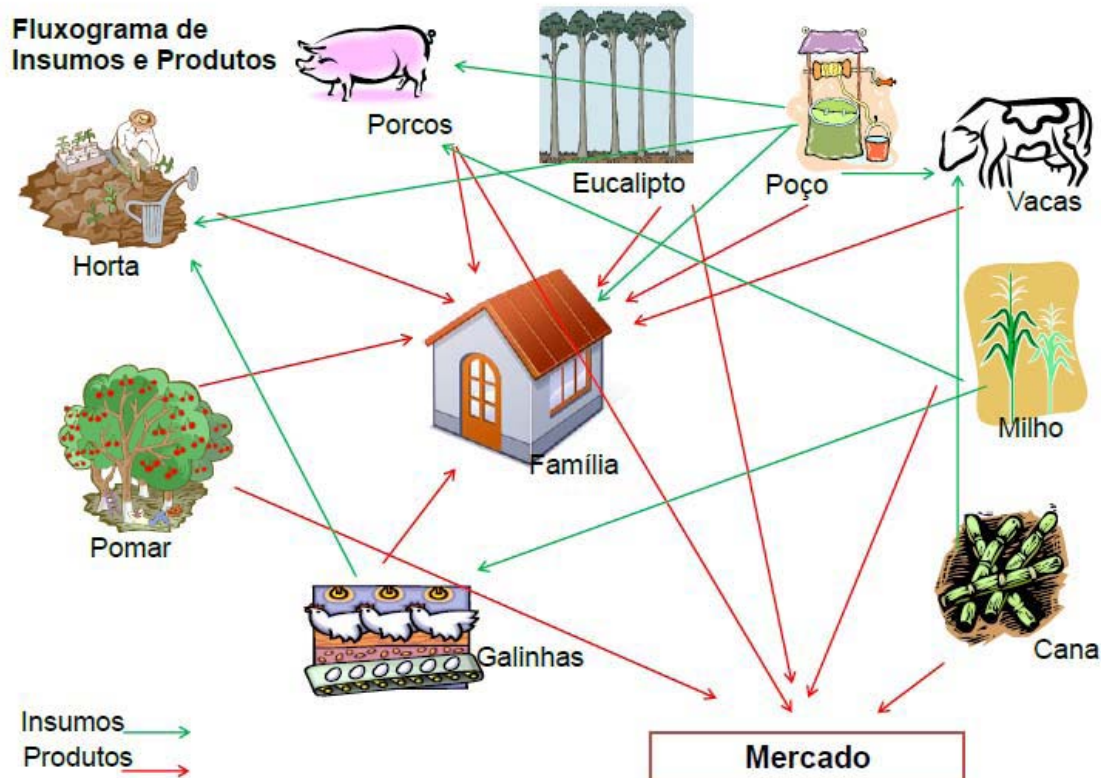 Fluxograma de
Insumos e Produtos
Porcos
Eucalipto
Poço
Vacas
Horta
Milho
Família
Pomar
Galinhas
Cana
Insumos
Produtos
Mercado